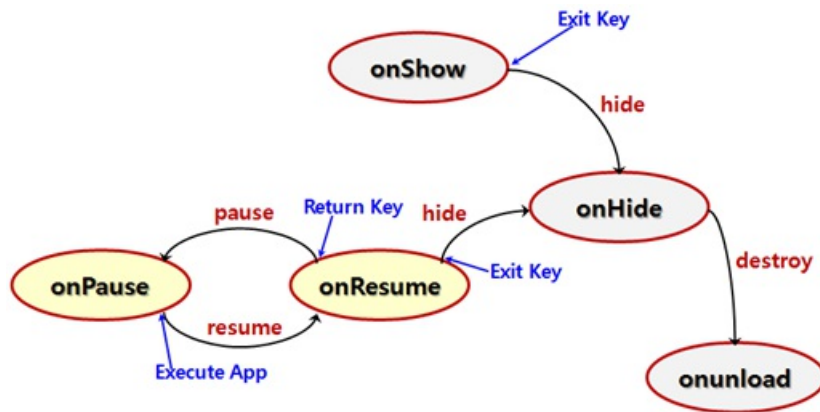 Exit Key
onShow
hide
onHide
pause
Return Key
hide
onPause
onResume
Exit Key
destroy
resume
Execute App
onunload